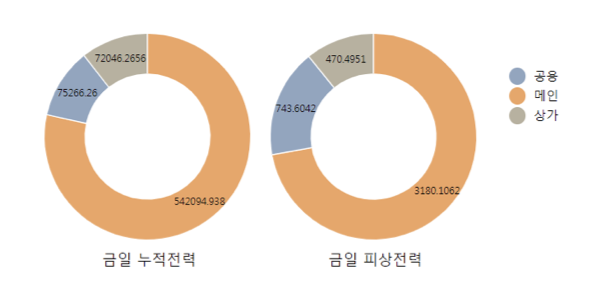 72046.2656
75266.26
542094.938
금일 누적전력
470.4951
743.6042
3180.1062
금일 피상전력
공용
메인
상가